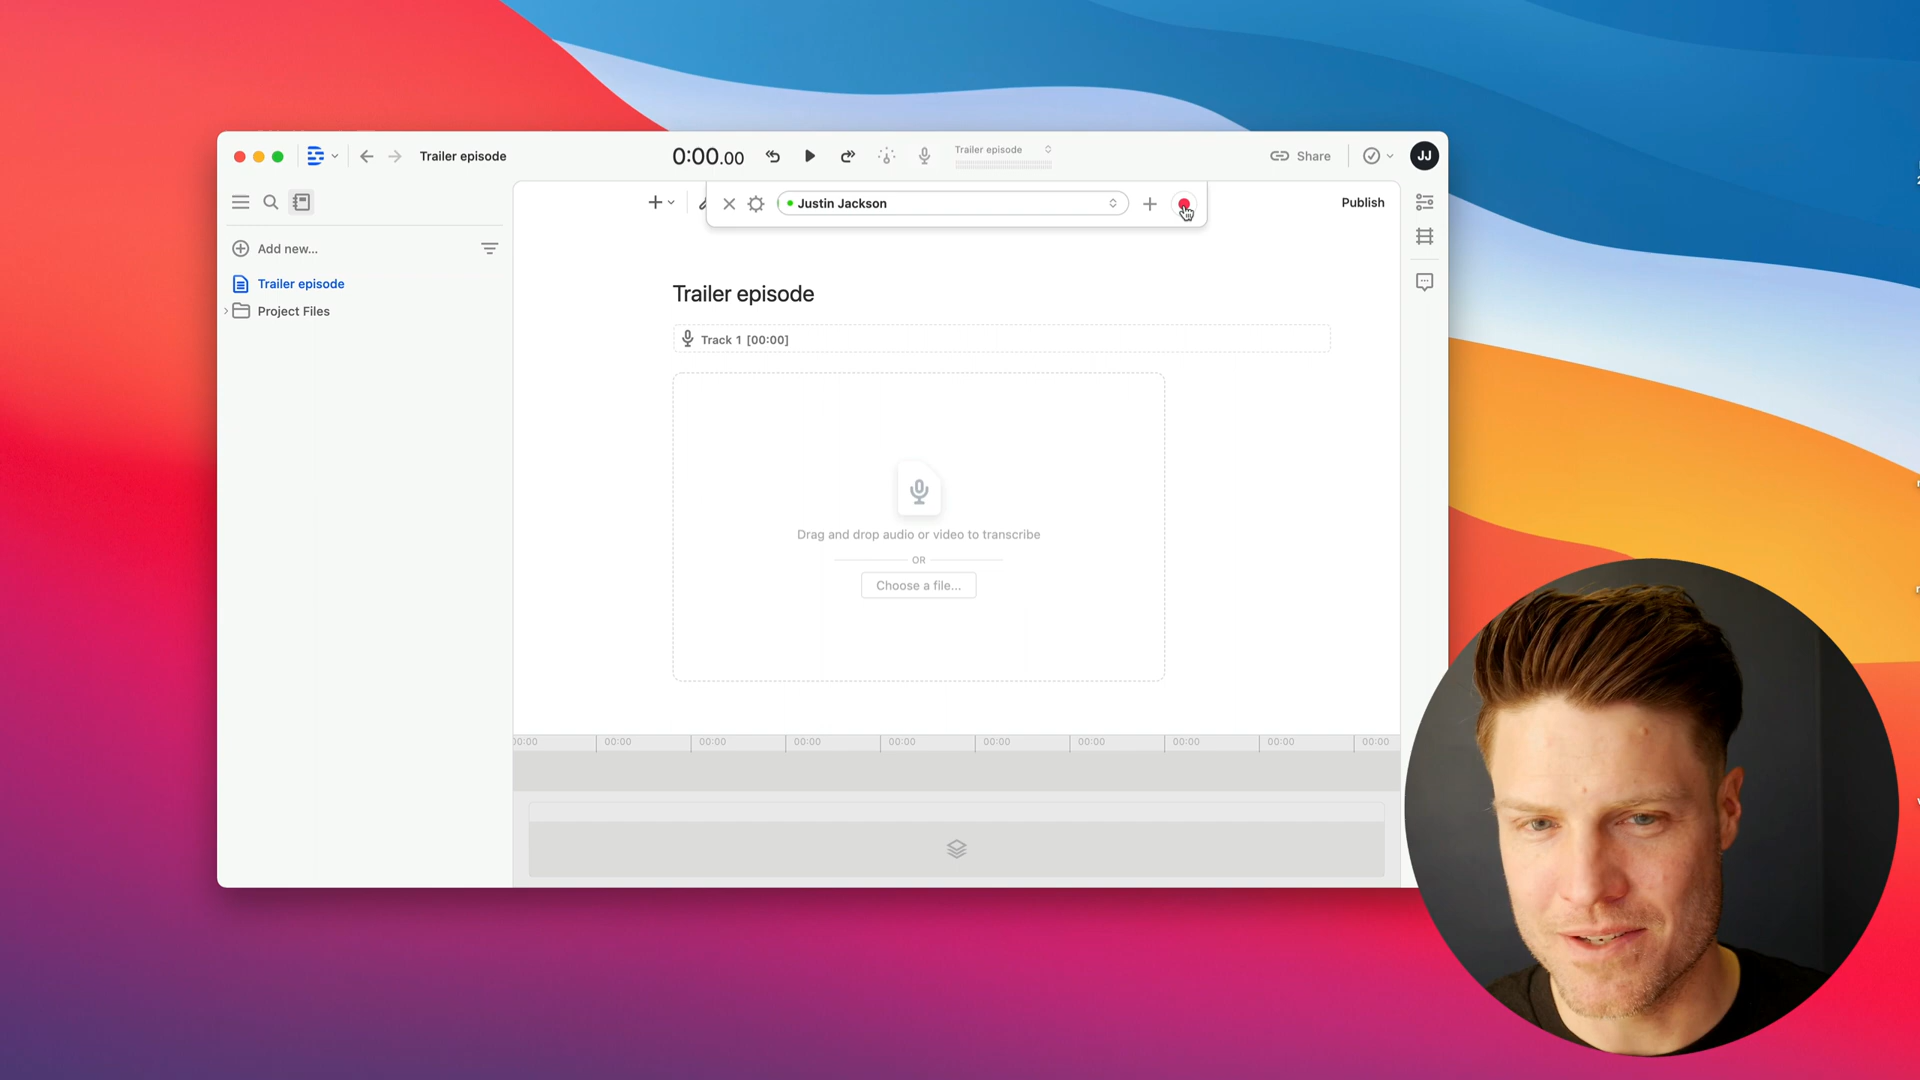 Trailer episode
0:00.00
Trailer episode
Share
JJ
Justin Jackson
Publish
Add new...
Trailer episode
Project Files
Trailer episode
Track 1 [00:00]
Drag and drop audio or video to transcribe
OR
Choose a file...
00:00 00:00 00:00 00:00 00:00 00:00 00:00 00:00 00:00